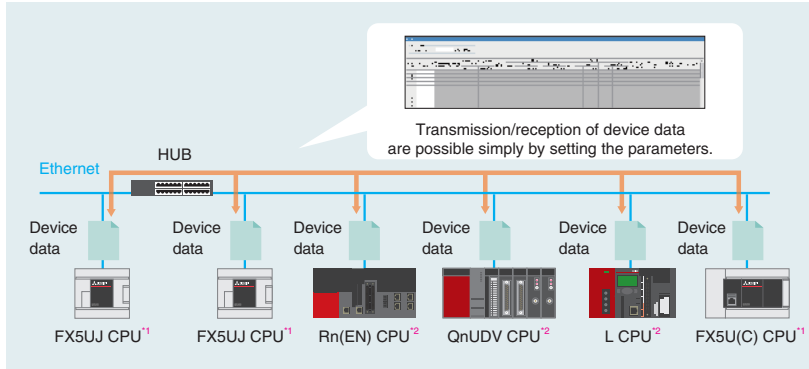 Transmission/reception of device data
are possible simply by setting the parameters.
HUB
Ethernet
Device
data
Device
data
Device
data
Device
data
Device
data
Device
data
FX5UJ CPU*1
FX5UJ CPU*1
Rn(EN) CPU*2
QnUDV CPU*2
L CPU*2
FX5U(C) CPU*1